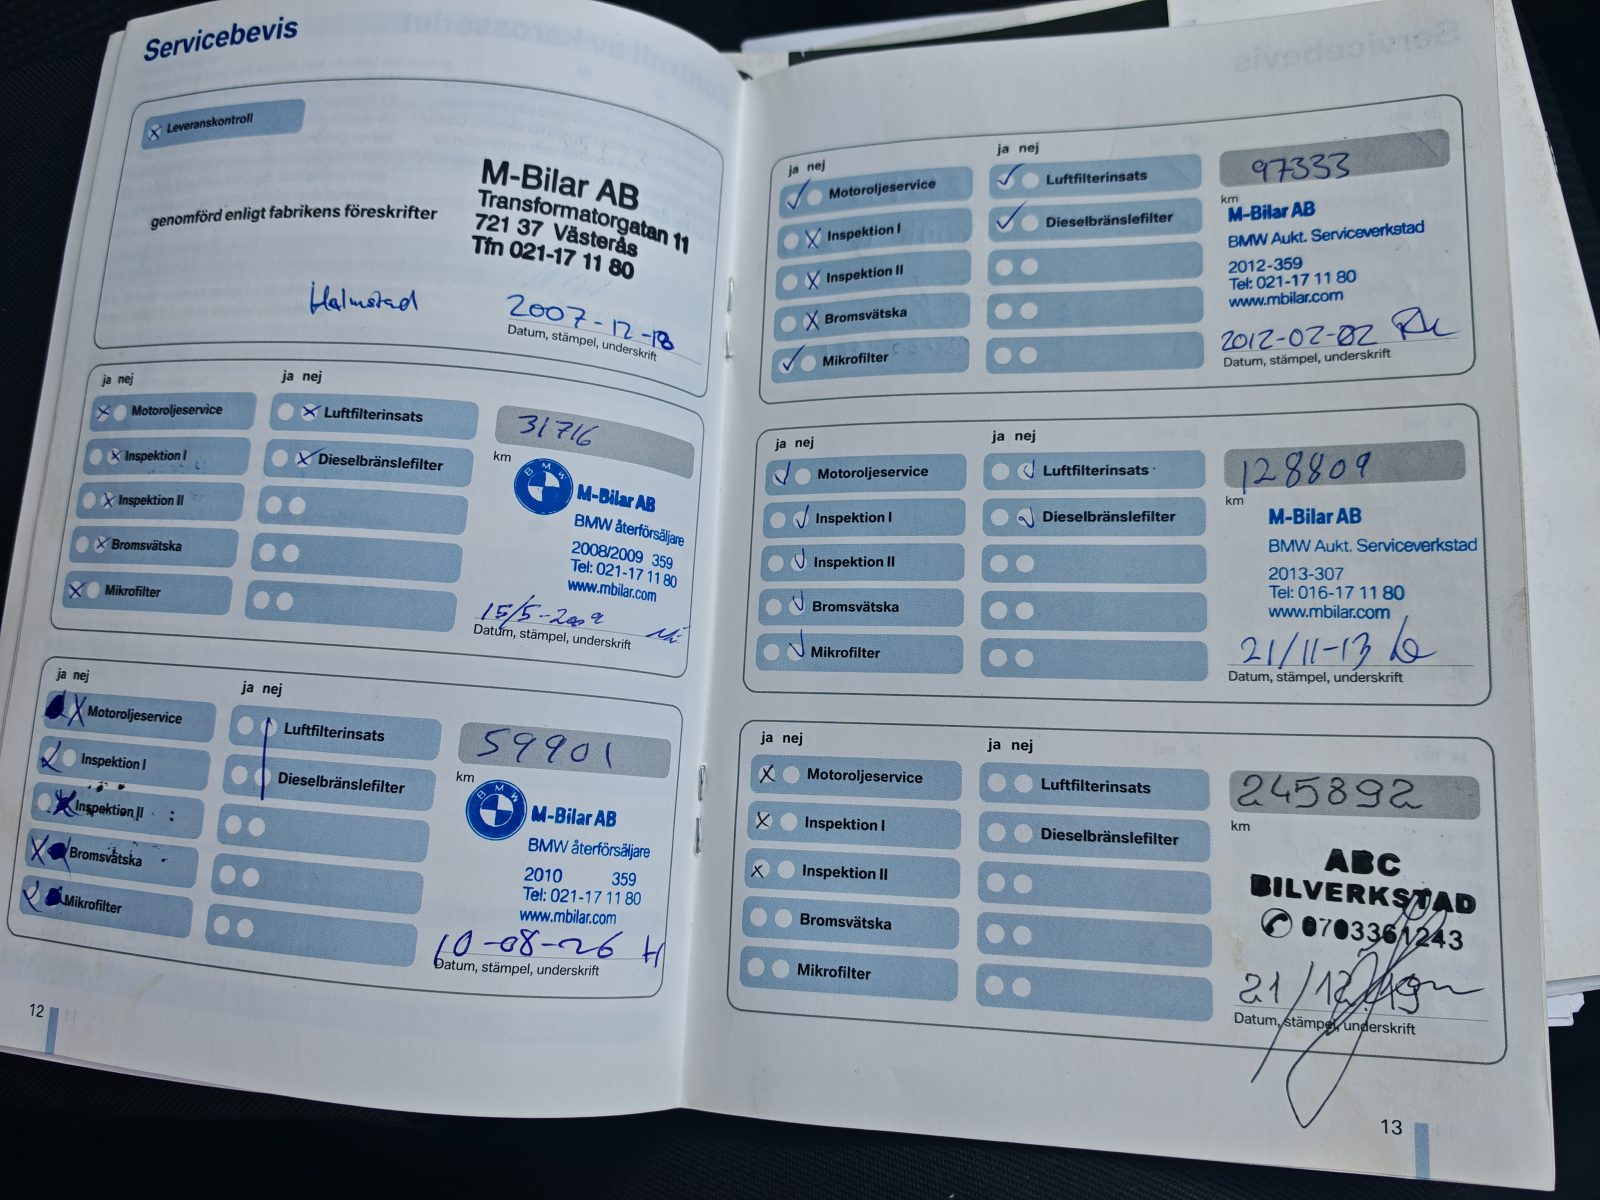 Servicebevis
Leveranskontroll
genomförd enligt fabrikens föreskrifter
M-Bilar AB
Transformatorgatan 11
721 37 Västerås
Tfn 021-17 11 80
Halmstad
2007-12-18
Datum, stämpel, underskrift
ja nej
ja nej
Motoroljeservice
Luftfilterinsats
Inspektion I
Dieselbränslefilter
Inspektion II
Bromsvätska
Mikrofilter
31716
km
BMW
M-Bilar AB
BMW återförsäljare
2008/2009 359
Tel: 021-17 11 80
www.mbilar.com
15/5-2009
Datum, stämpel, underskrift
ja nej
ja nej
Motoroljeservice
Luftfilterinsats
Inspektion I
Dieselbränslefilter
Inspektion II
Bromsvätska
Mikrofilter
59901
km
BMW
M-Bilar AB
BMW återförsäljare
2010 359
Tel: 021-17 11 80
www.mbilar.com
10-08-26 H
Datum, stämpel, underskrift
12
ja nej
ja nej
Motoroljeservice
Luftfilterinsats
Inspektion I
Dieselbränslefilter
Inspektion II
Bromsvätska
Mikrofilter
97333
km
M-Bilar AB
BMW Aukt. Serviceverkstad
2012-359
Tel: 021-17 11 80
www.mbilar.com
2012-02-02
Datum, stämpel, underskrift
ja nej
ja nej
Motoroljeservice
Luftfilterinsats
Inspektion I
Dieselbränslefilter
Inspektion II
Bromsvätska
Mikrofilter
128809
km
M-Bilar AB
BMW Aukt. Serviceverkstad
2013-307
Tel: 016-17 11 80
www.mbilar.com
21/11-13
Datum, stämpel, underskrift
ja nej
ja nej
Motoroljeservice
Luftfilterinsats
Inspektion I
Dieselbränslefilter
Inspektion II
Bromsvätska
Mikrofilter
245892
km
ABC
BILVERKSTAD
0703361243
21/12-19
Datum, stämpel, underskrift
13